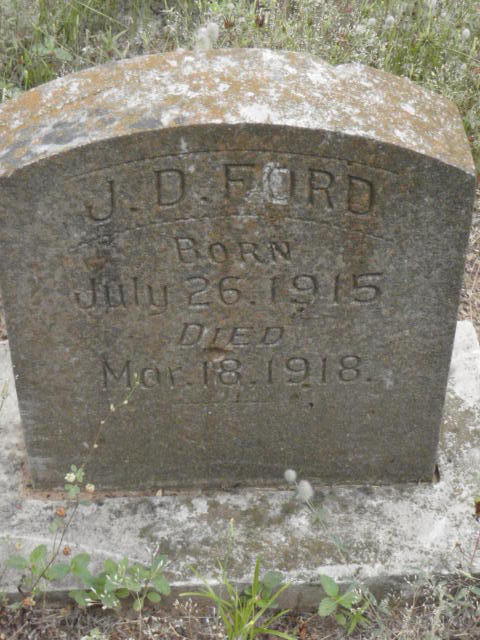 J. D. FORD
BORN
July 26. 1915
DIED
Mar. 18. 1918.